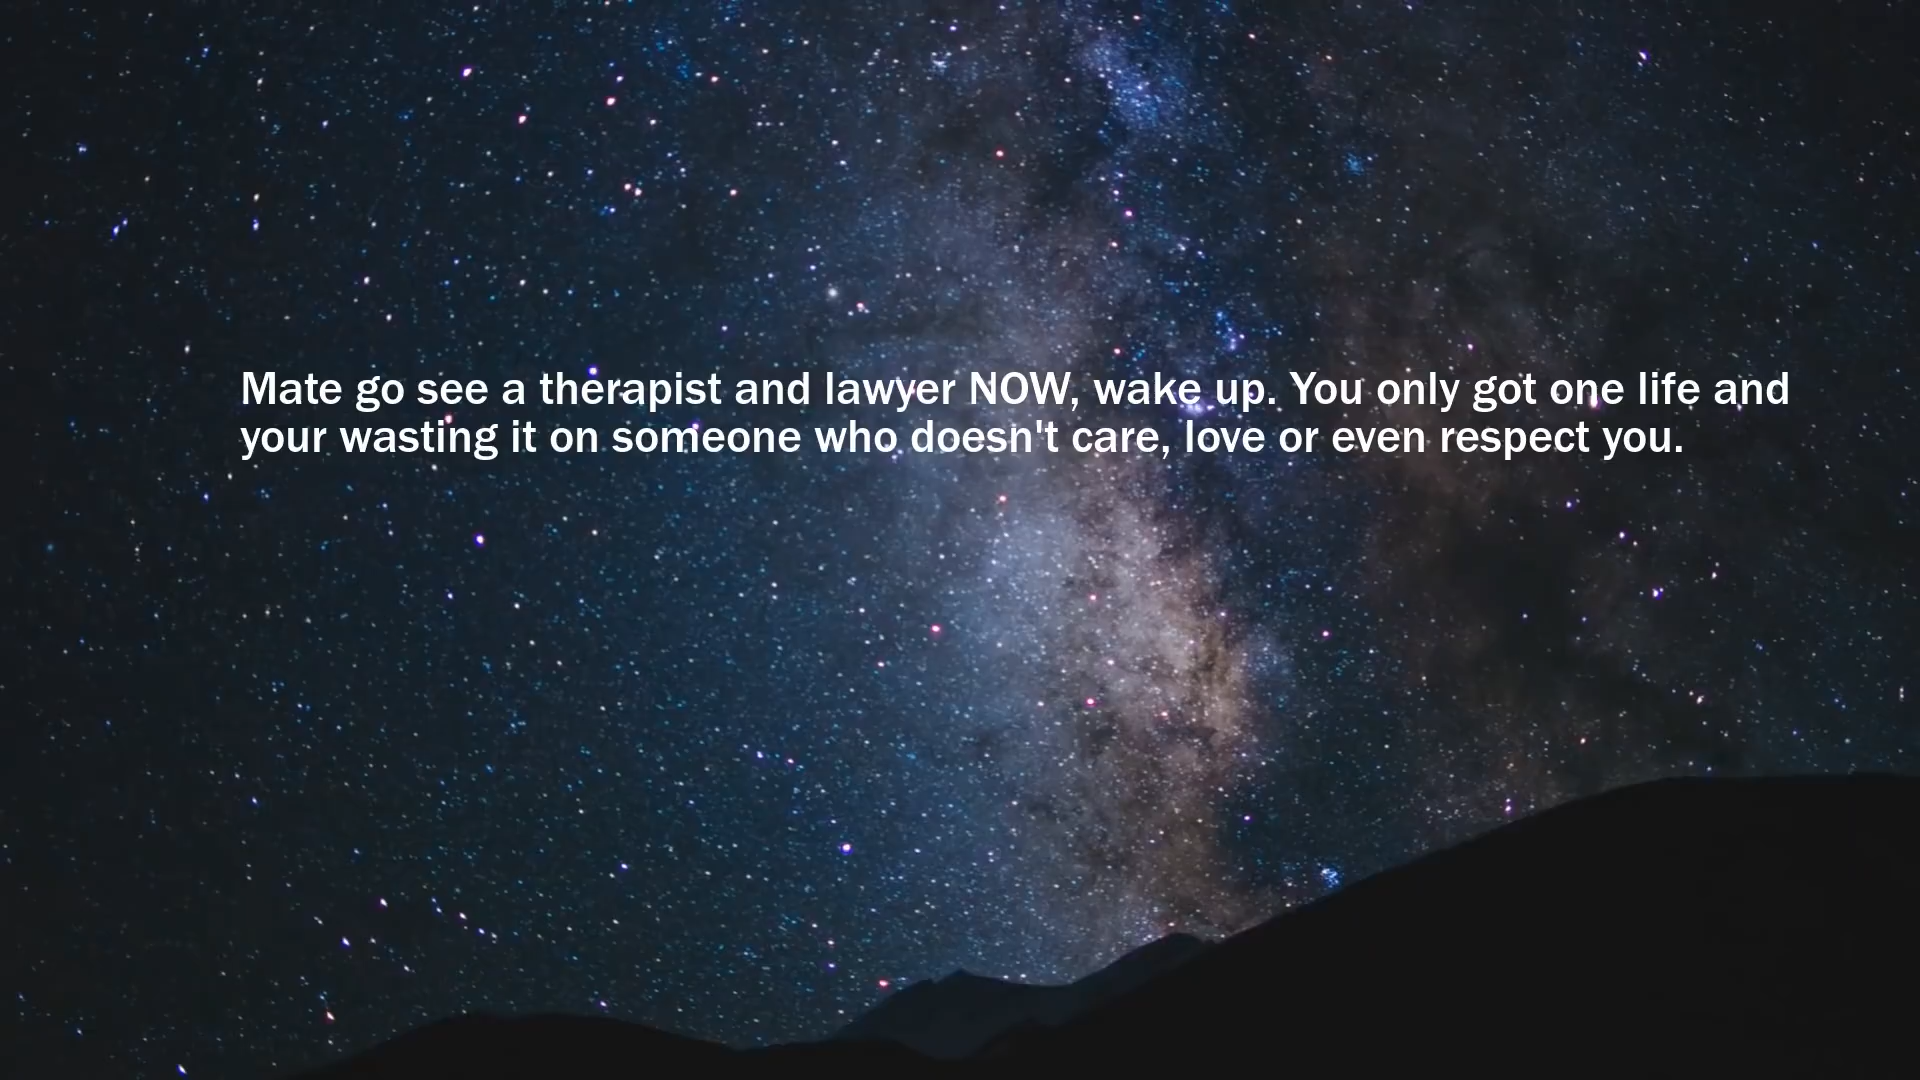 Mate go see a therapist and lawyer NOW, wake up. You only got one life and
your wasting it on someone who doesn't care, love or even respect you.